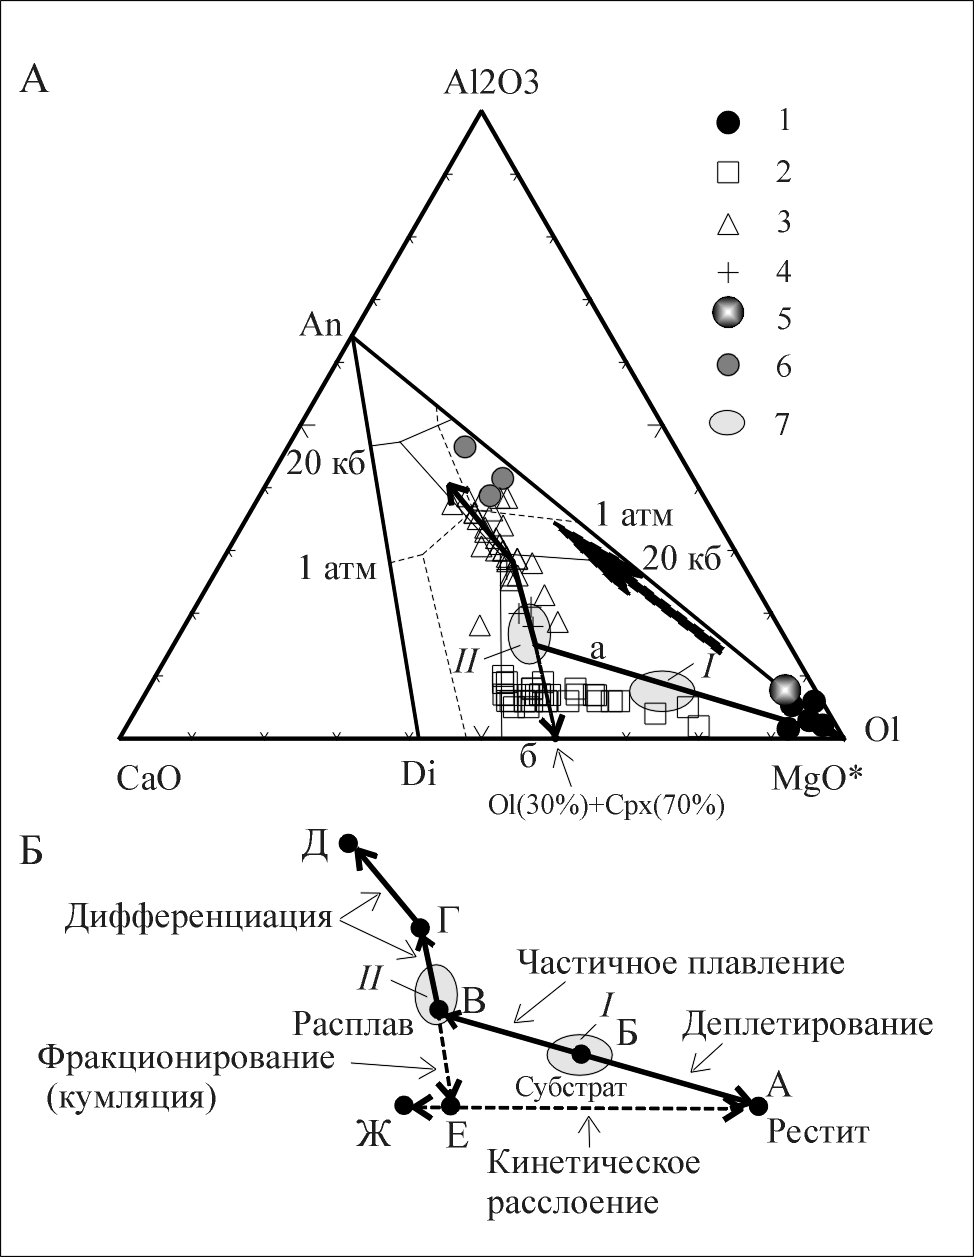 А
Al2O3
1
2
3
4
5
6
7
An
20 кб
1 атм
1 атм
20 кб
II
а
I
Ol
б
CaO
Di
MgO*
Ol(30%)+Cpx(70%)
Б
Д
Дифференциация
Г
II
В
Частичное плавление
I
Расплав
Б
Деплетирование
Фракционирование
(кумляция)
Субстрат
А
Ж
Е
Рестит
Кинетическое
расслоение